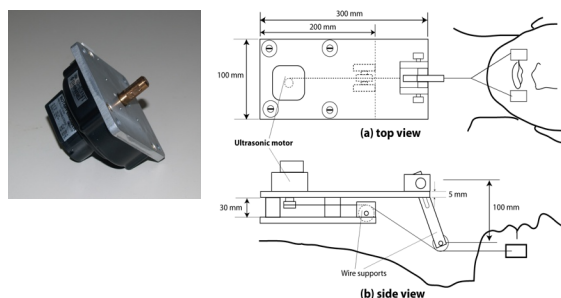 300 mm
200 mm
100 mm
(a) top view
Ultrasonic motor
5 mm
30 mm
100 mm
Wire supports
(b) side view